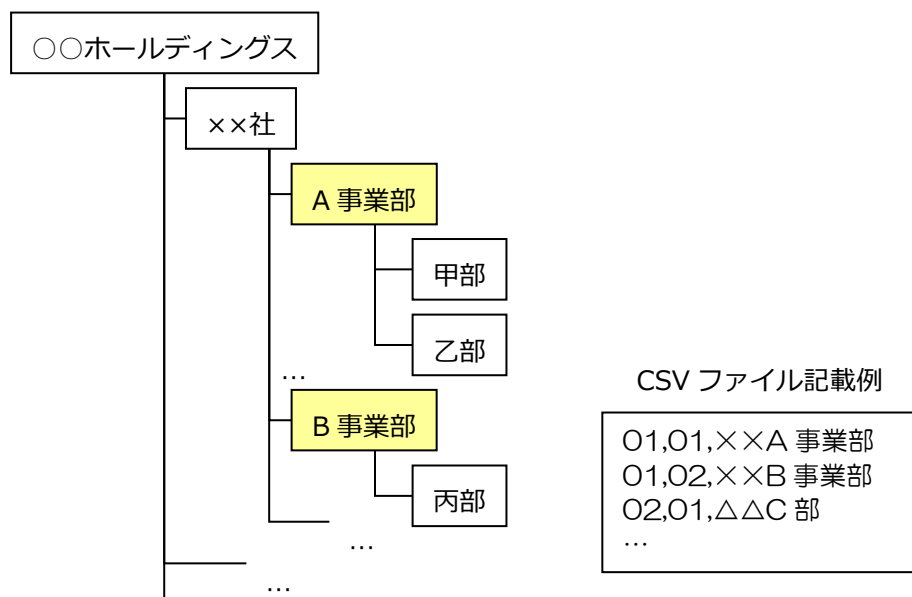 ○○ホールディングス
××社
A 事業部
甲部
乙部
…
B 事業部
丙部
…
…
CSV ファイル記載例
01,01,××A 事業部
01,02,××B 事業部
02,01,△△C 部
…